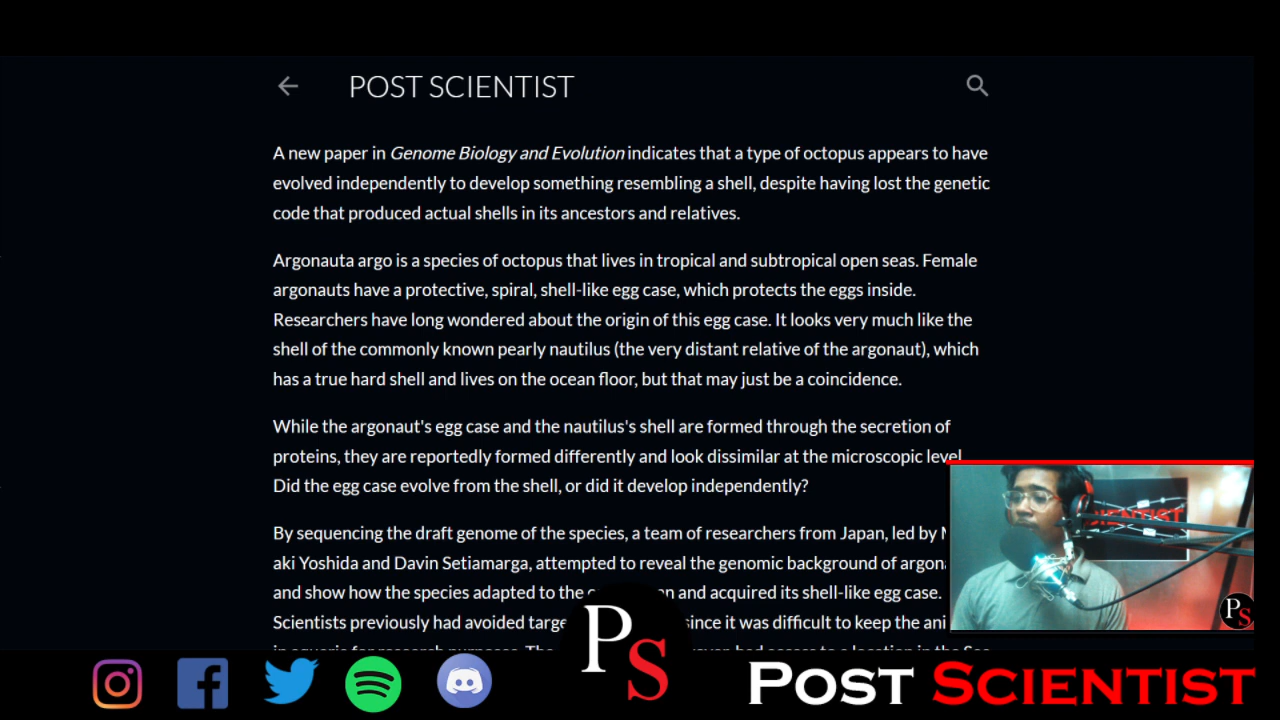 POST SCIENTIST
A new paper in Genome Biology and Evolution indicates that a type of octopus appears to have
evolved independently to develop something resembling a shell, despite having lost the genetic
code that produced actual shells in its ancestors and relatives.
Argonauta argo is a species of octopus that lives in tropical and subtropical open seas. Female
argonauts have a protective, spiral, shell-like egg case, which protects the eggs inside.
Researchers have long wondered about the origin of this egg case. It looks very much like the
shell of the commonly known pearly nautilus (the very distant relative of the argonaut), which
has a true hard shell and lives on the ocean floor, but that may just be a coincidence.
While the argonaut's egg case and the nautilus's shell are formed through the secretion of
proteins, they are reportedly formed differently and look dissimilar at the microscopic level
Did the egg case evolve from the shell, or did it develop independently?
By sequencing the draft genome of the species, a team of researchers from Japan, led by
aki Yoshida and Davin Setiamarga, attempted to reveal the genomic background of
and show how the species adapted to the and acquired its shell-like egg case.
Scientists previously had avoided since it was difficult to keep the
PS
PS
POST SCIENTIST